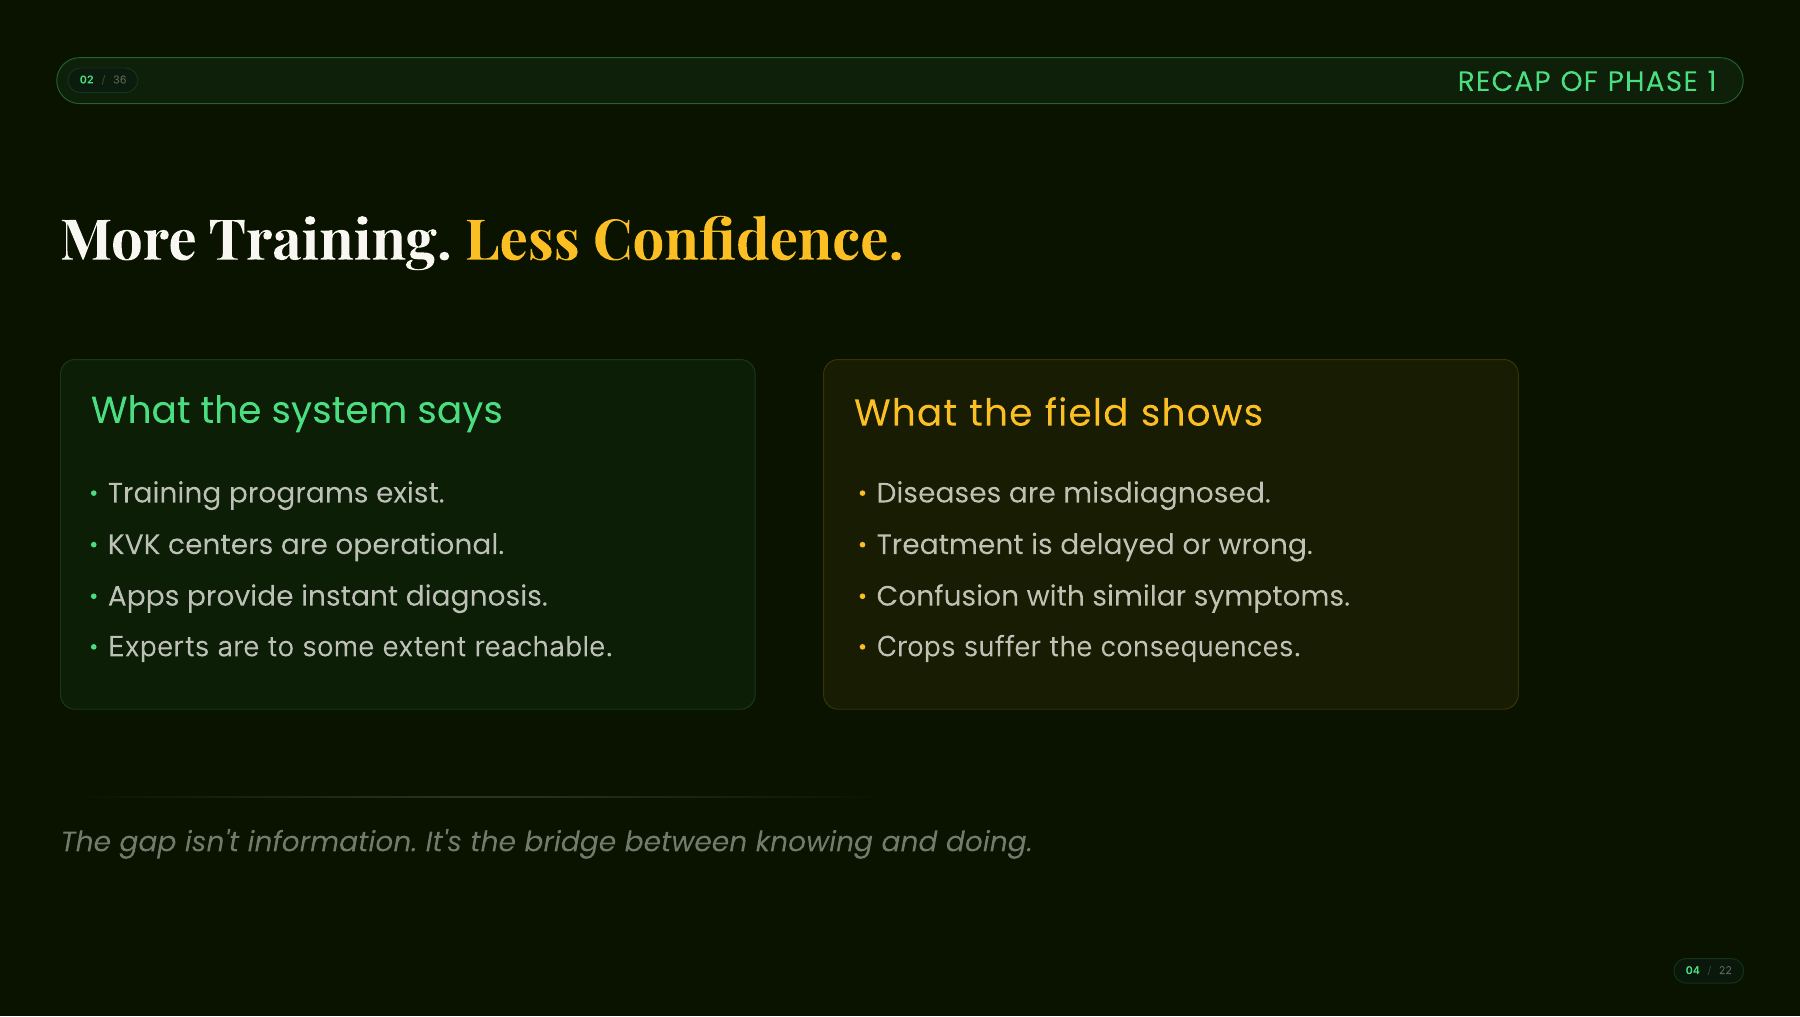 02 / 36
RECAP OF PHASE 1
More Training. Less Confidence.
What the system says
• Training programs exist.
• KVK centers are operational.
• Apps provide instant diagnosis.
• Experts are to some extent reachable.
What the field shows
• Diseases are misdiagnosed.
• Treatment is delayed or wrong.
• Confusion with similar symptoms.
• Crops suffer the consequences.
The gap isn't information. It's the bridge between knowing and doing.
04 / 22